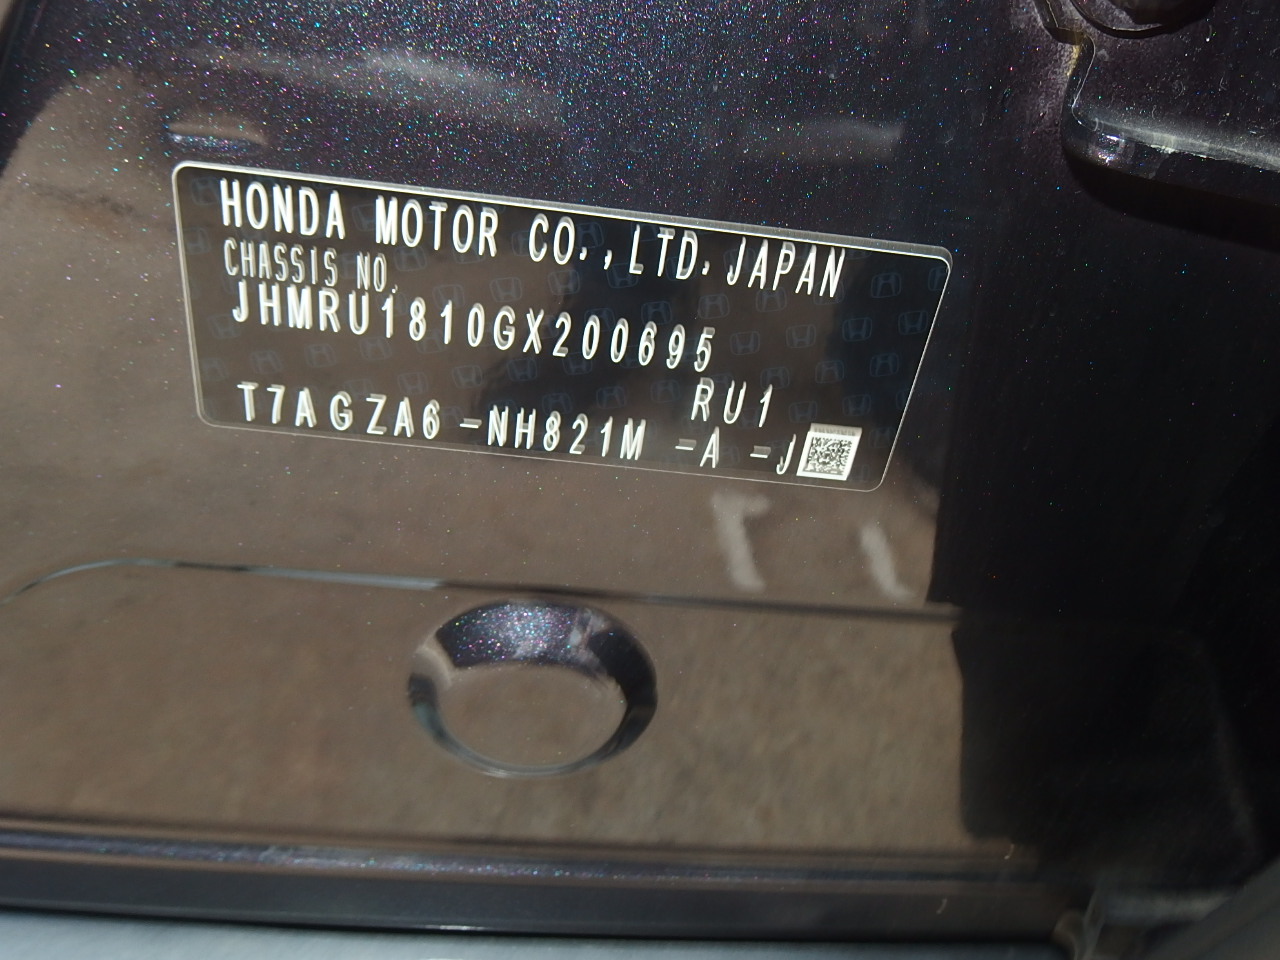 HONDA MOTOR CO.,LTD. JAPAN
CHASSIS NO.
JHMRU1810GX200695
RU1
T7AGZA6 -NH821M -A -J